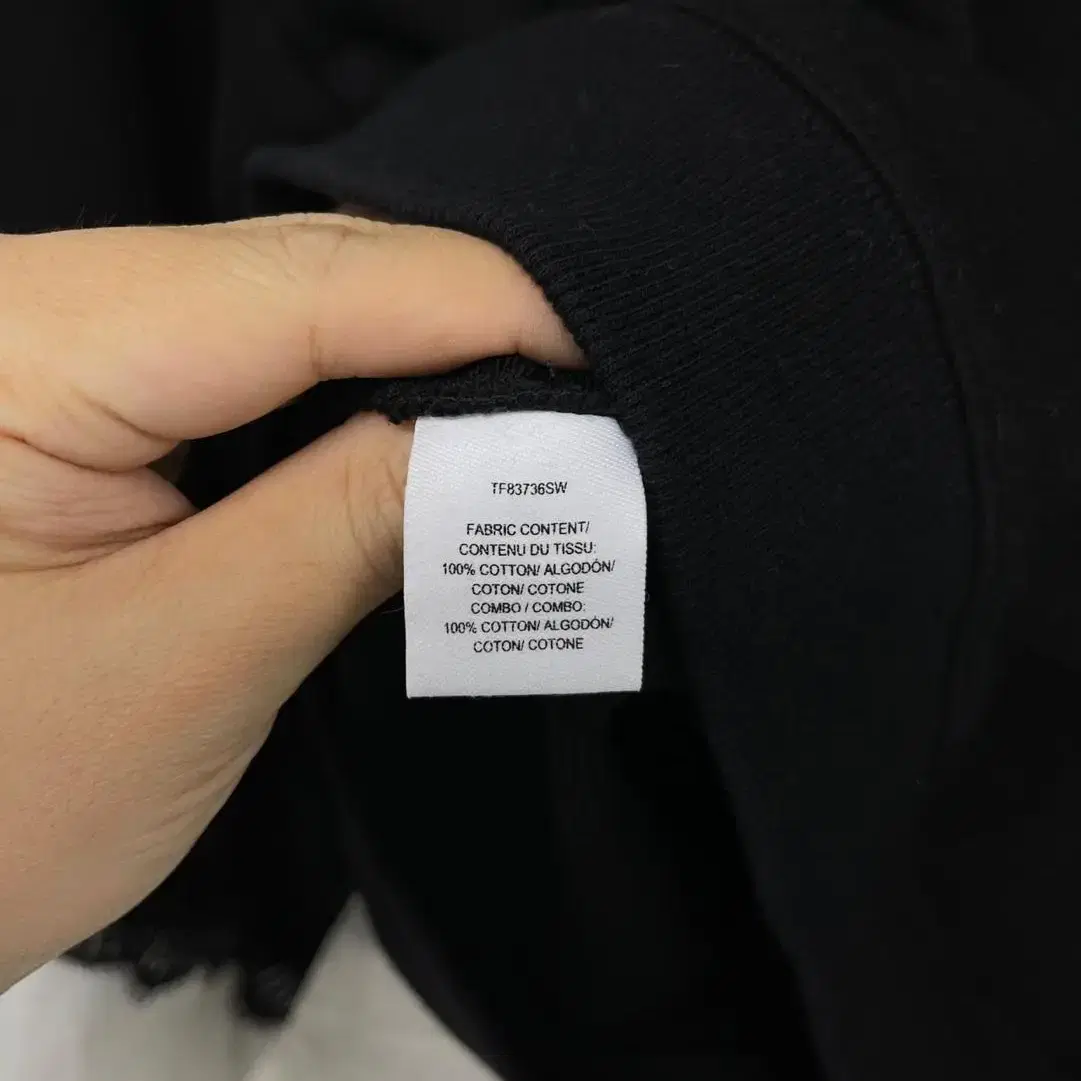 TF83736SW
FABRIC CONTENT/
CONTENU DU TISSU:
100% COTTON/ ALGODÓN/
COTON/ COTONE
COMBO / COMBO:
100% COTTON/ ALGODÓN/
COTON/ COTONE